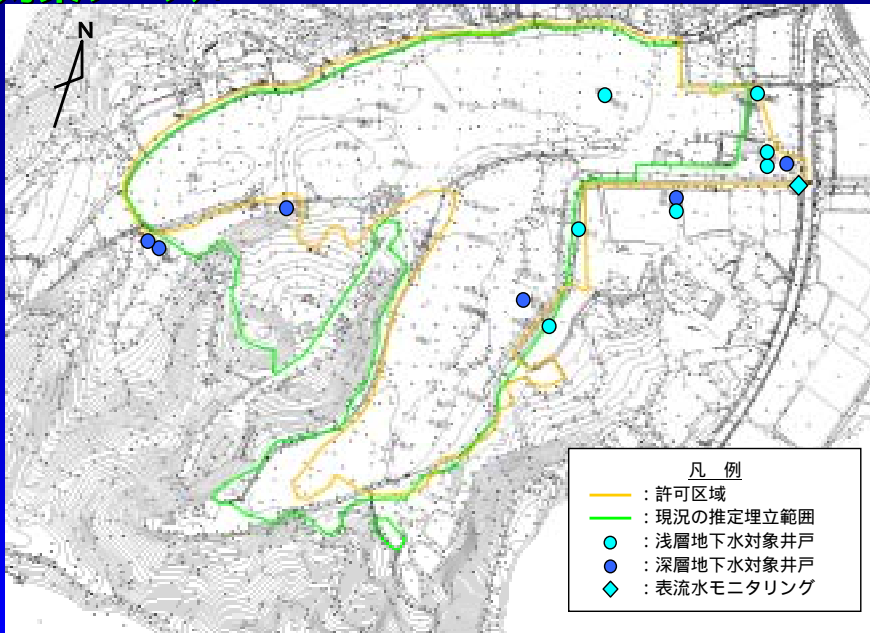 N
凡 例
：許可区域
：現況の推定埋立範囲
：浅層地下水対象井戸
：深層地下水対象井戸
：表流水モニタリング